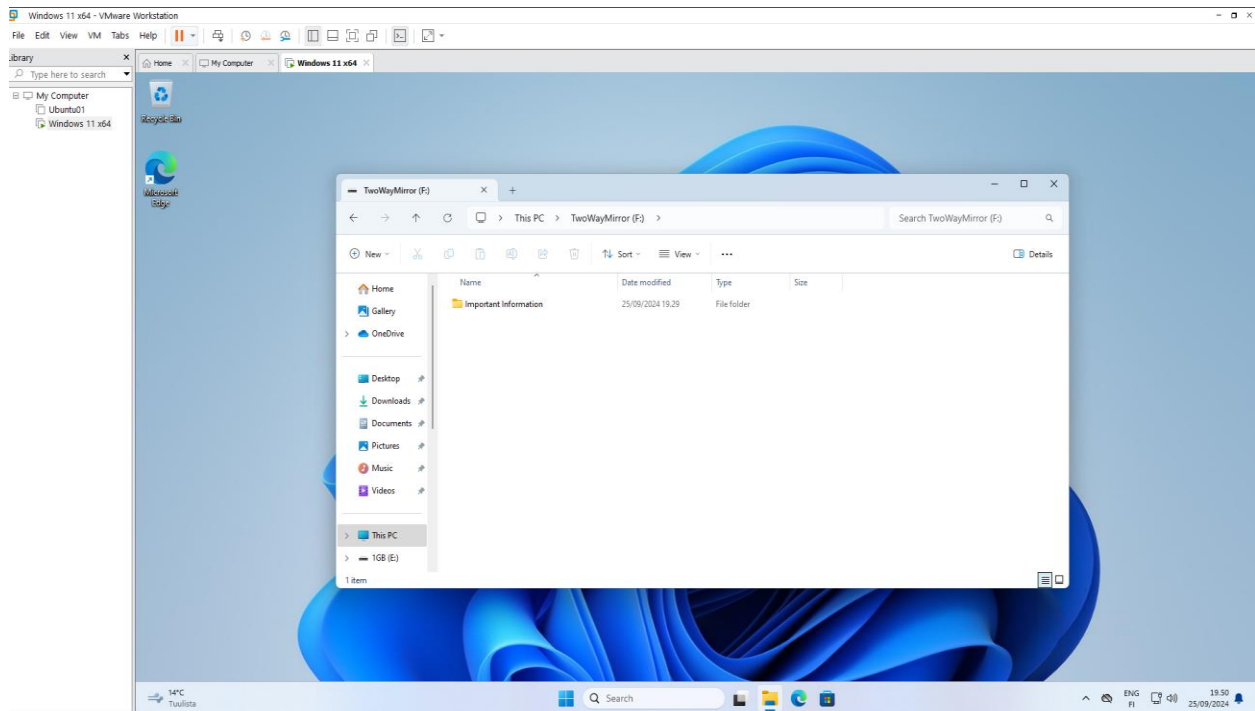 Windows 11 x64 - VMware Workstation
File Edit View VM Tabs Help
Library
Type here to search
My Computer
Ubuntu01
Windows 11 x64
Home
My Computer
Windows 11 x64
Recycle Bin
Microsoft
Edge
TwoWayMirror (F:)
This PC > TwoWayMirror (F:) >
Search TwoWayMirror (F:)
New
Sort
View
Details
Name Date modified Type Size
Important Information 25/09/2024 19.29 File folder
Home
Gallery
OneDrive
Desktop
Downloads
Documents
Pictures
Music
Videos
This PC
1GB (E:)
1 item
14°C
Tuulista
Search
ENG
FI
19.50
25/09/2024